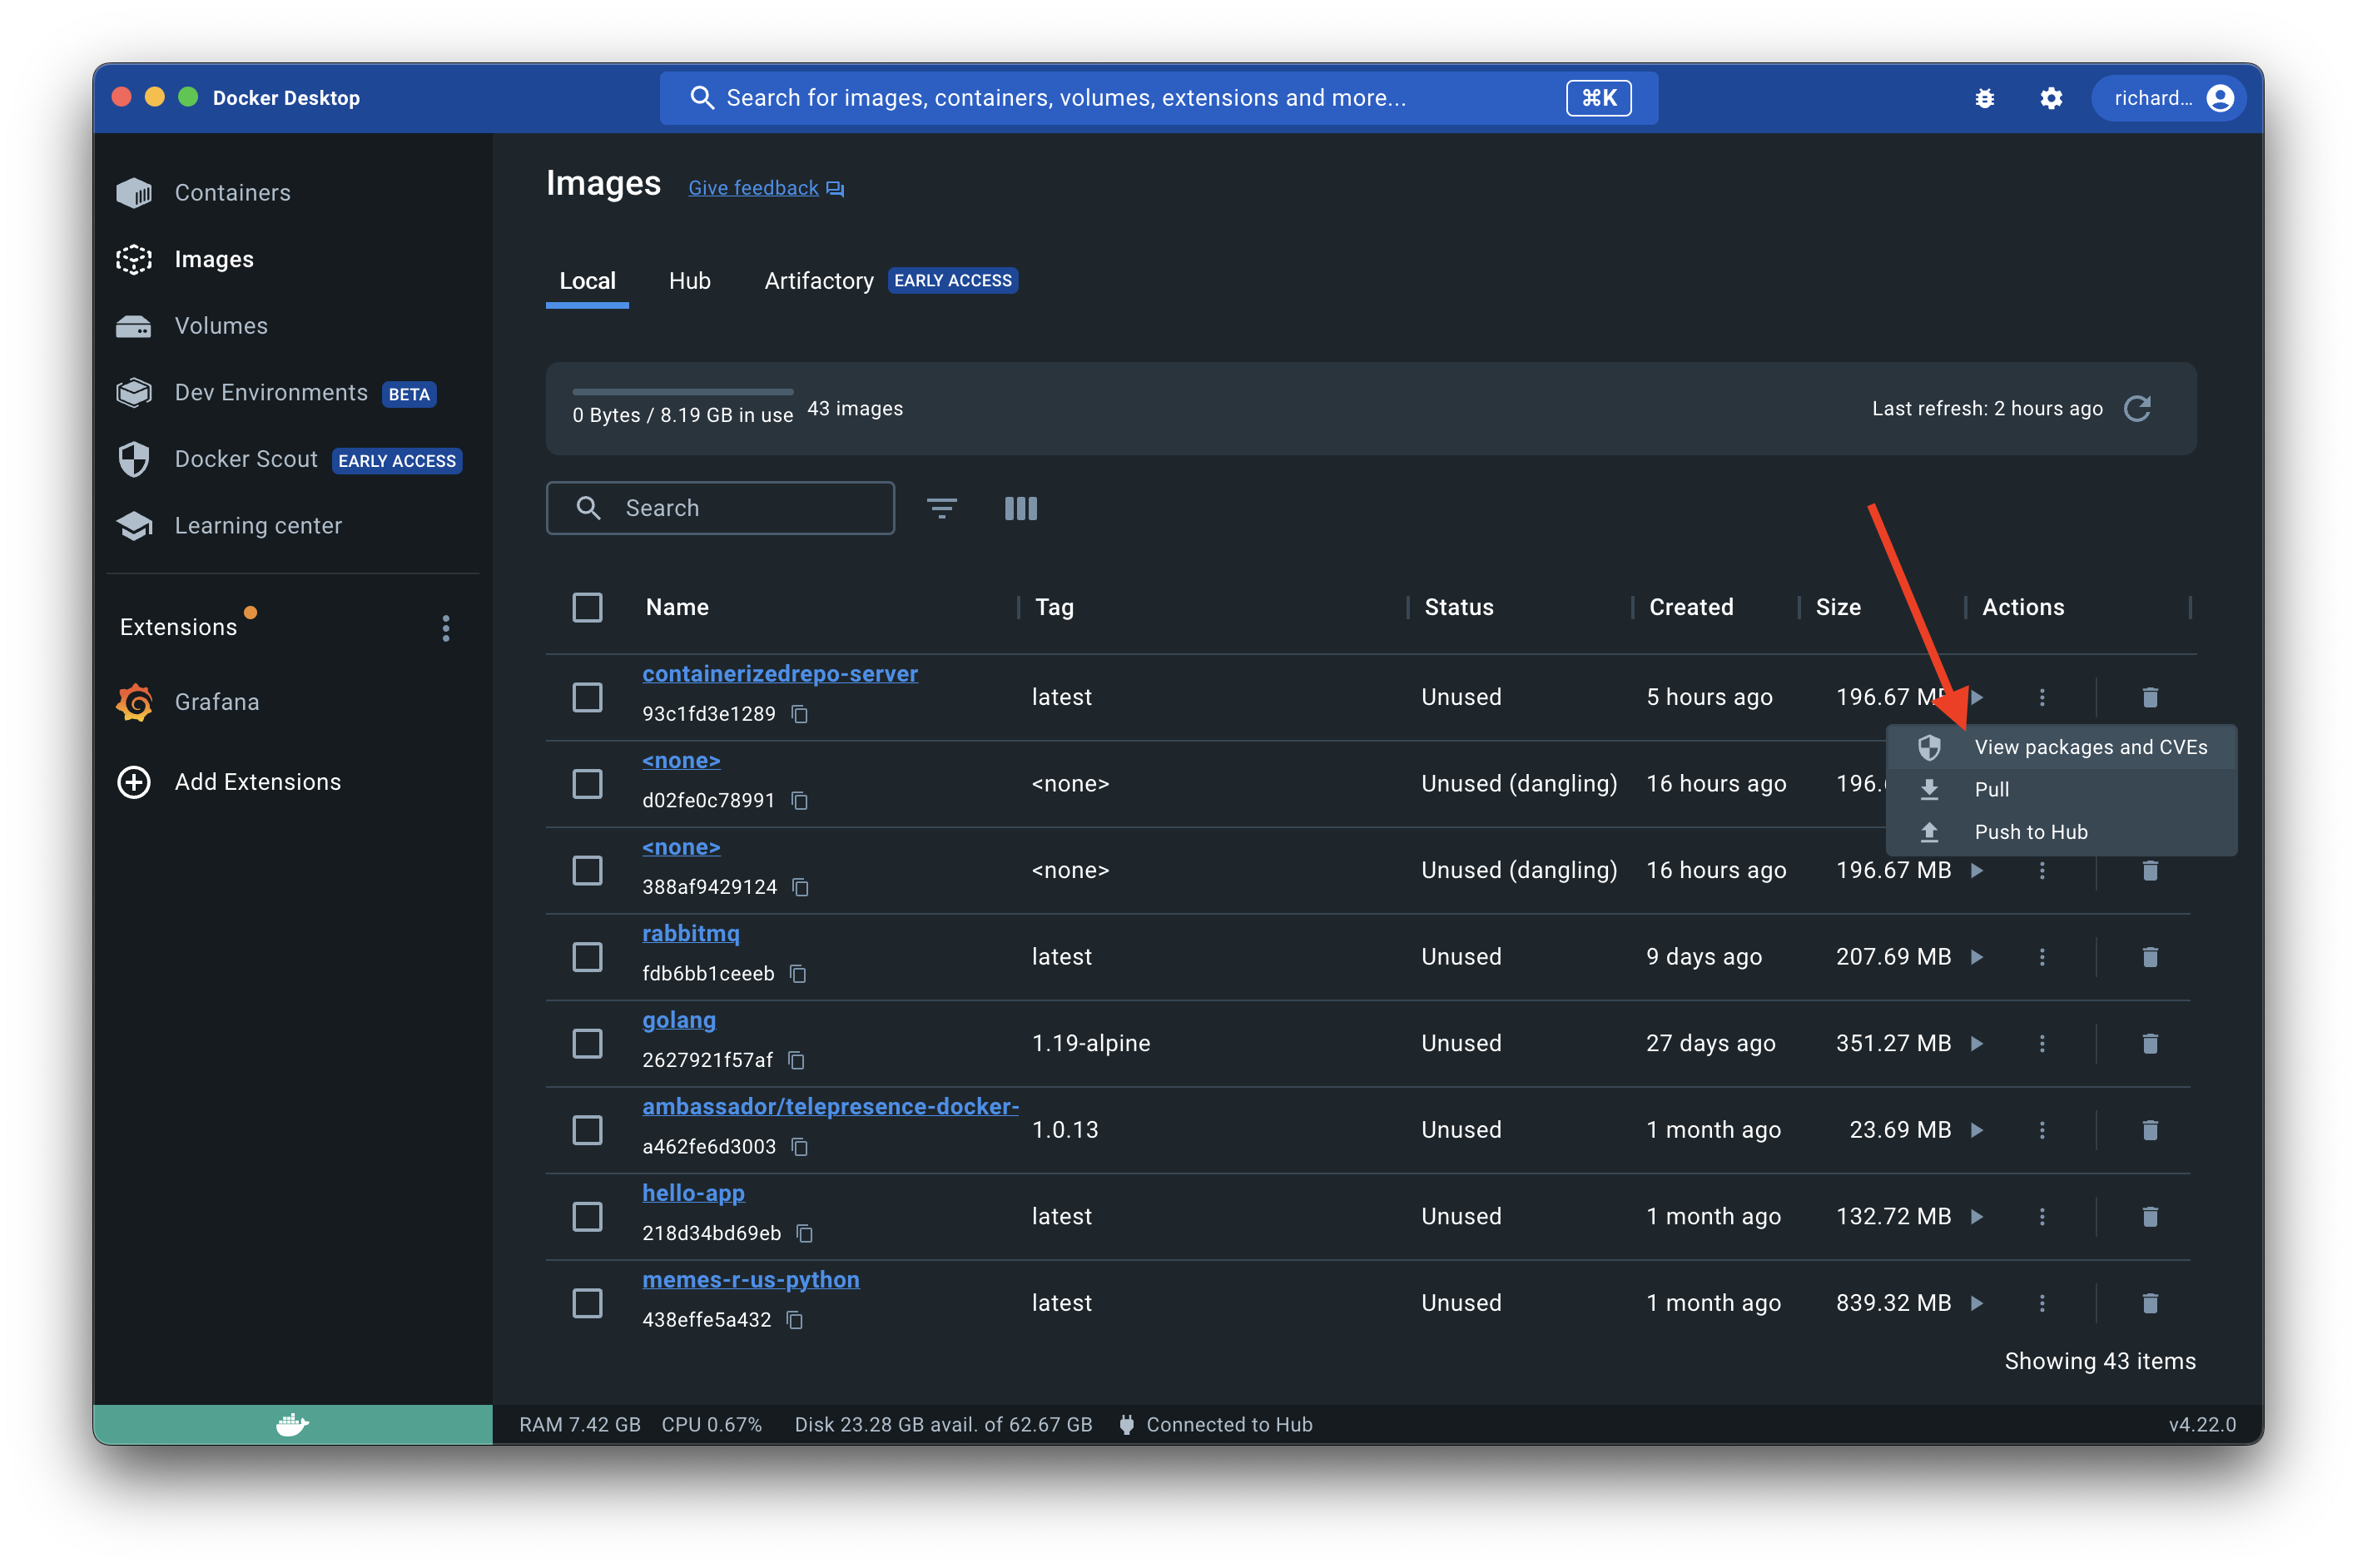 Docker Desktop
Search for images, containers, volumes, extensions and more...
⌘K
richard...
Containers
Images
Volumes
Dev Environments BETA
Docker Scout EARLY ACCESS
Learning center
Extensions
Grafana
Add Extensions
Images Give feedback
Local Hub Artifactory EARLY ACCESS
0 Bytes / 8.19 GB in use 43 images Last refresh: 2 hours ago
Search
Name Tag Status Created Size Actions
containerizedrepo-server
93c1fd3e1289
latest Unused 5 hours ago 196.67
View packages and CVEs
Pull
Push to Hub
<none>
d02fe0c78991
<none> Unused (dangling) 16 hours ago 196.
<none>
388af9429124
<none> Unused (dangling) 16 hours ago 196.67 MB
rabbitmq
fdb6bb1ceeeb
latest Unused 9 days ago 207.69 MB
golang
2627921f57af
1.19-alpine Unused 27 days ago 351.27 MB
ambassador/telepresence-docker-
a462fe6d3003
1.0.13 Unused 1 month ago 23.69 MB
hello-app
218d34bd69eb
latest Unused 1 month ago 132.72 MB
memes-r-us-python
438effe5a432
latest Unused 1 month ago 839.32 MB
Showing 43 items
RAM 7.42 GB CPU 0.67% Disk 23.28 GB avail. of 62.67 GB Connected to Hub v4.22.0